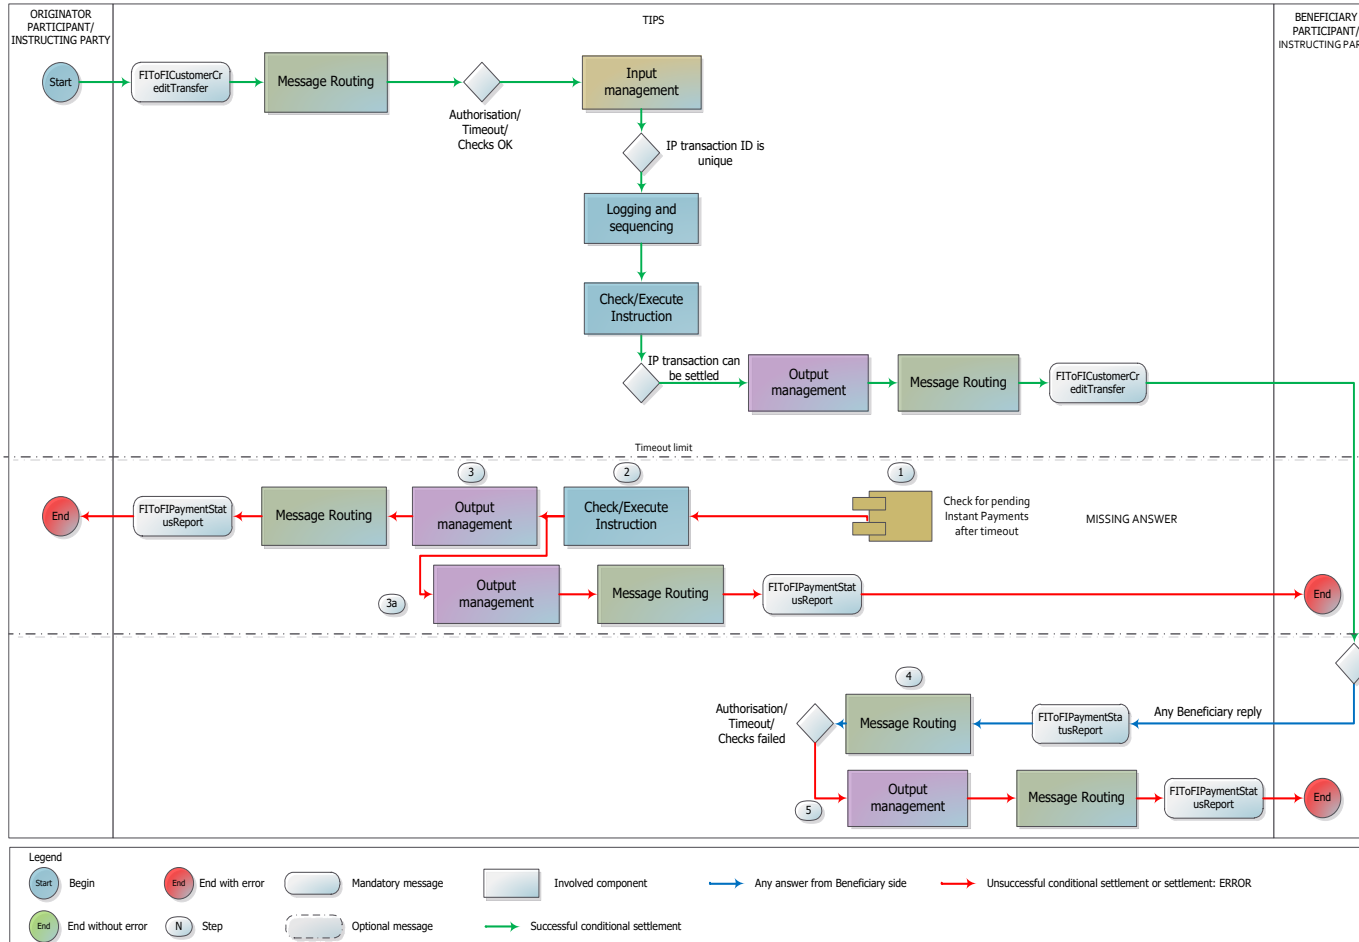 ORIGINATOR
PARTICIPANT/
INSTRUCTING PARTY
TIPS
BENEFICIARY
PARTICIPANT/
INSTRUCTING PAR
Start
FIToFICustomerCr
editTransfer
Message Routing
Authorisation/
Timeout/
Checks OK
Input
management
IP transaction ID is
unique
Logging and
sequencing
Check/Execute
Instruction
IP transaction can
be settled
Output
management
Message Routing
FIToFICustomerCr
editTransfer
Timeout limit
3
2
1
End
FIToFIPaymentStat
usReport
Message Routing
Output
management
Check/Execute
Instruction
Check for pending
Instant Payments
after timeout
MISSING ANSWER
3a
Output
management
Message Routing
FIToFIPaymentStat
usReport
End
4
Authorisation/
Timeout/
Checks failed
Message Routing
FIToFIPaymentSta
tusReport
Any Beneficiary reply
5
Output
management
Message Routing
FIToFIPaymentStat
usReport
End
Legend
Start
Begin
End
End with error
Mandatory message
Involved component
Any answer from Beneficiary side
Unsuccessful conditional settlement or settlement: ERROR
End
End without error
N
Step
Optional message
Successful conditional settlement